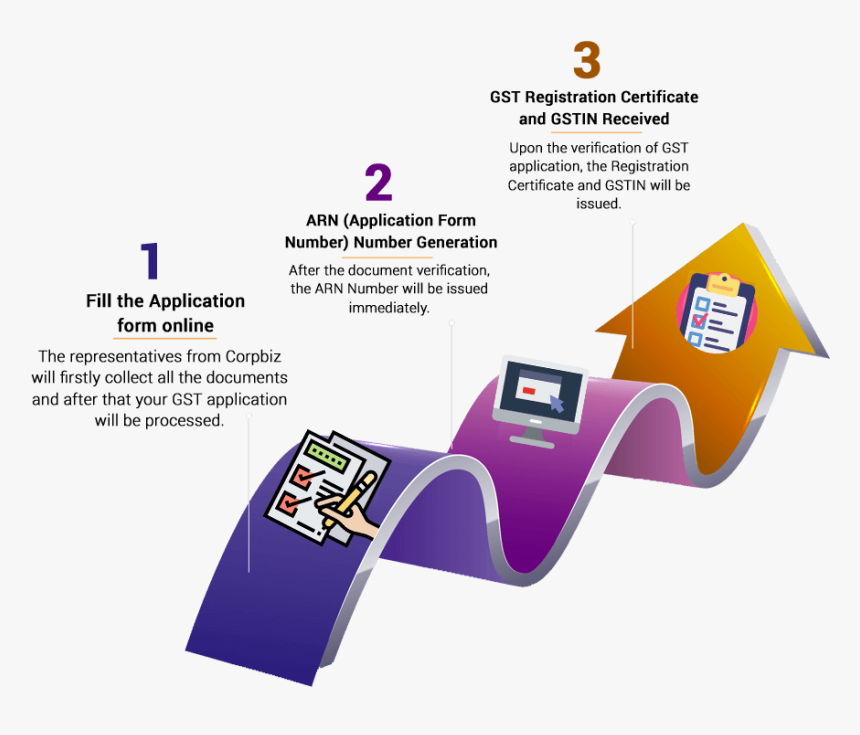 1
Fill the Application
form online
The representatives from Corpbiz
will firstly collect all the documents
and after that your GST application
will be processed.
2
ARN (Application Form
Number) Number Generation
After the document verification,
the ARN Number will be issued
immediately.
3
GST Registration Certificate
and GSTIN Received
Upon the verification of GST
application, the Registration
Certificate and GSTIN will be
issued.